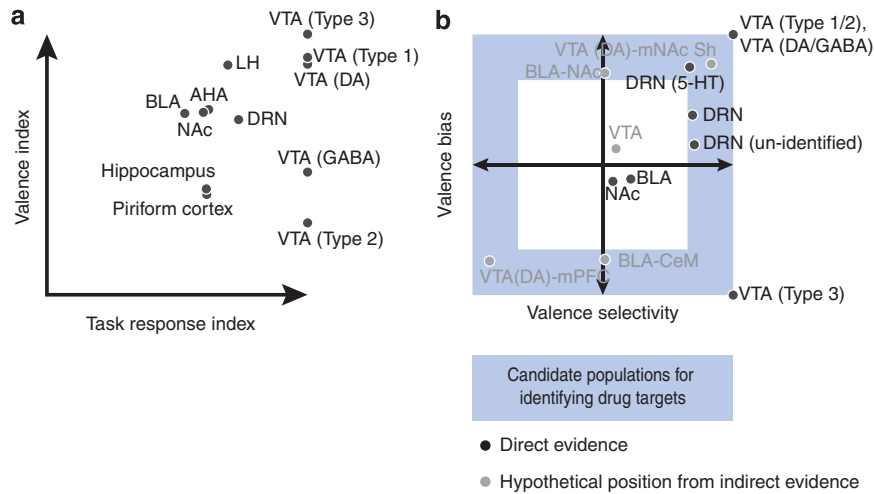 a
VTA (Type 3)
LH
VTA (Type 1)
VTA (DA)
BLA
AHA
NAc
DRN
VTA (GABA)
Hippocampus
Piriform cortex
VTA (Type 2)
Valence index
Task response index
b
VTA (Type 1/2),
VTA (DA/GABA)
VTA (DA)-mNAc Sh
BLA-NAc
DRN (5-HT)
DRN
VTA
DRN (un-identified)
BLA
NAc
BLA-CeM
VTA(DA)-mPFC
VTA (Type 3)
Valence bias
Valence selectivity
Candidate populations for
identifying drug targets
Direct evidence
Hypothetical position from indirect evidence